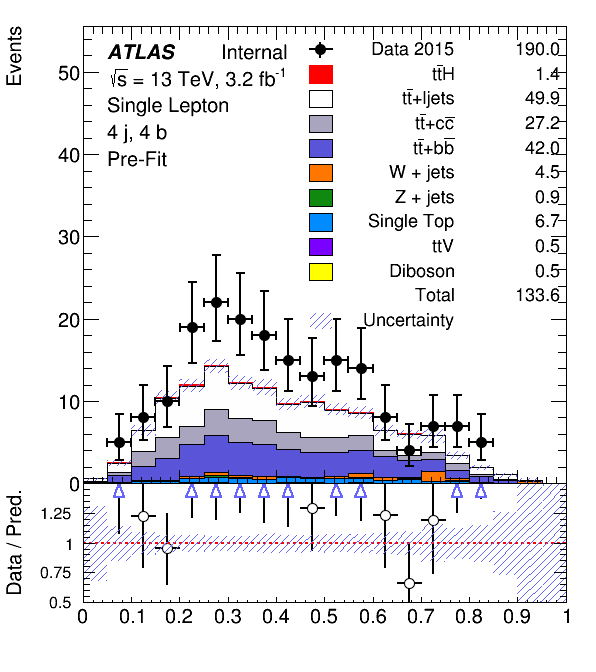 Events
ATLAS Internal
√s = 13 TeV, 3.2 fb⁻¹
Single Lepton
4 j, 4 b
Pre-Fit
Data 2015 190.0
tt̄H 1.4
tt̄+ljets 49.9
tt̄+cc̄ 27.2
tt̄+bb̄ 42.0
W + jets 4.5
Z + jets 0.9
Single Top 6.7
ttV 0.5
Diboson 0.5
Total 133.6
Uncertainty
50
40
30
20
10
0
Data / Pred.
1.25
1
0.75
0.5
0 0.1 0.2 0.3 0.4 0.5 0.6 0.7 0.8 0.9 1